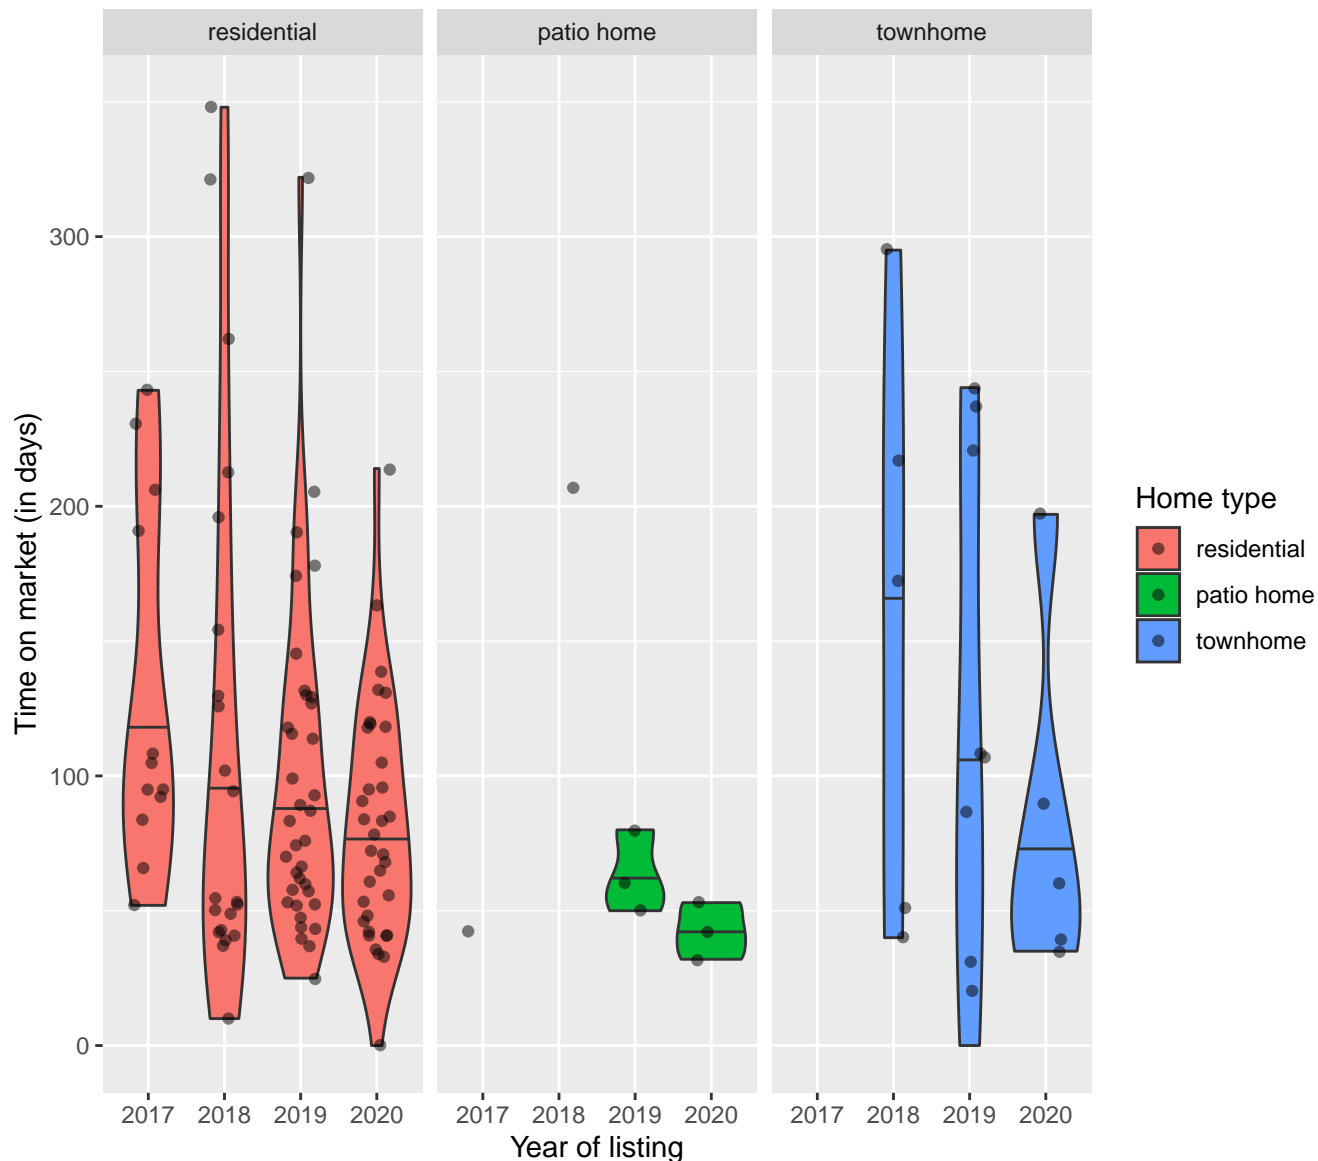 residential patio home townhome
300
200
100
0
Time on market (in days)
2017 2018 2019 2020 2017 2018 2019 2020 2017 2018 2019 2020
Year of listing
Home type
residential
patio home
townhome